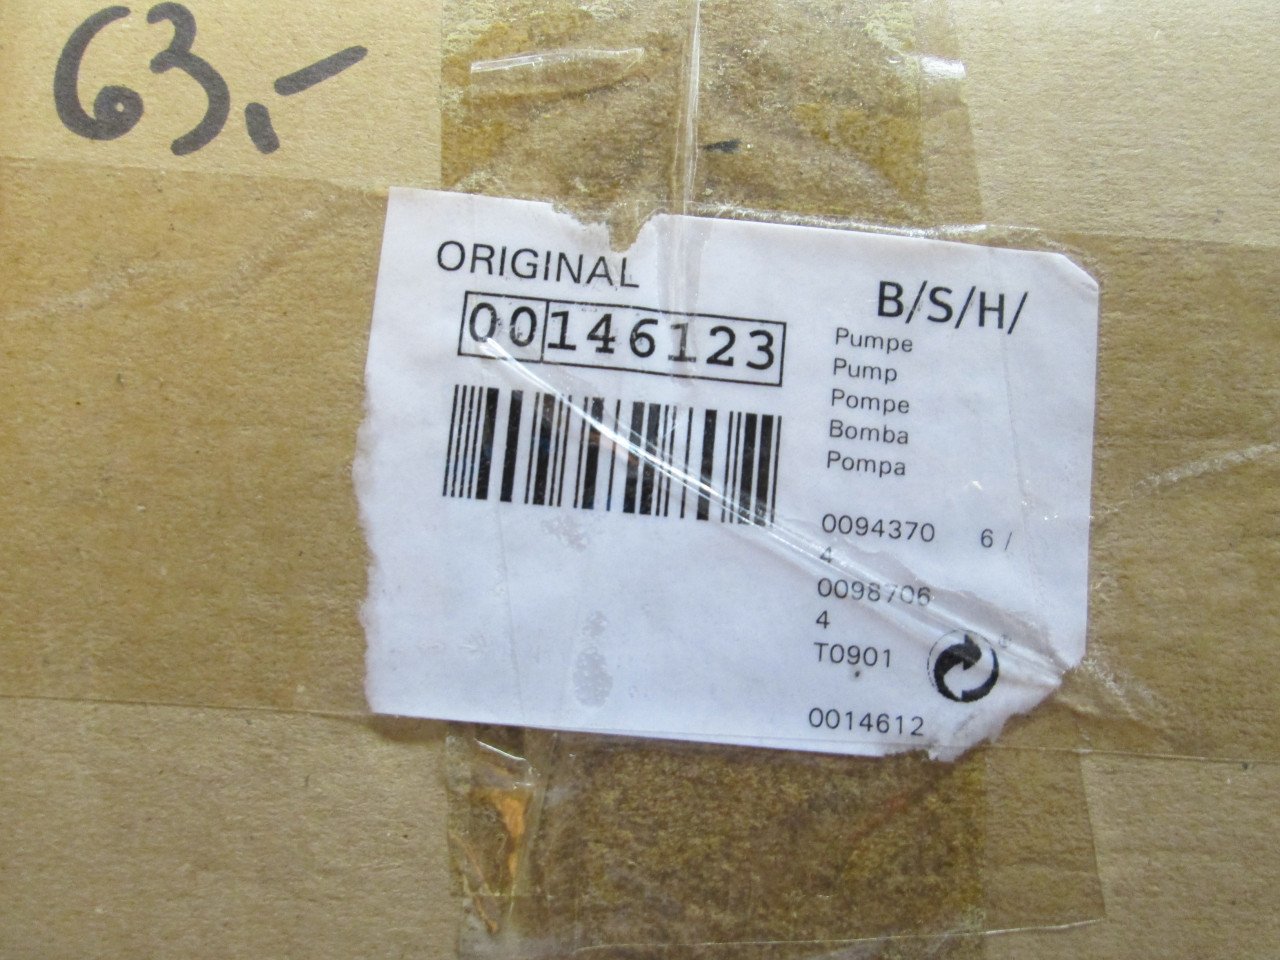 63,-
ORIGINAL
00146123
B/S/H/
Pumpe
Pump
Pompe
Bomba
Pompa
0094370 6 /
4
0098706
4
T0901
0014612